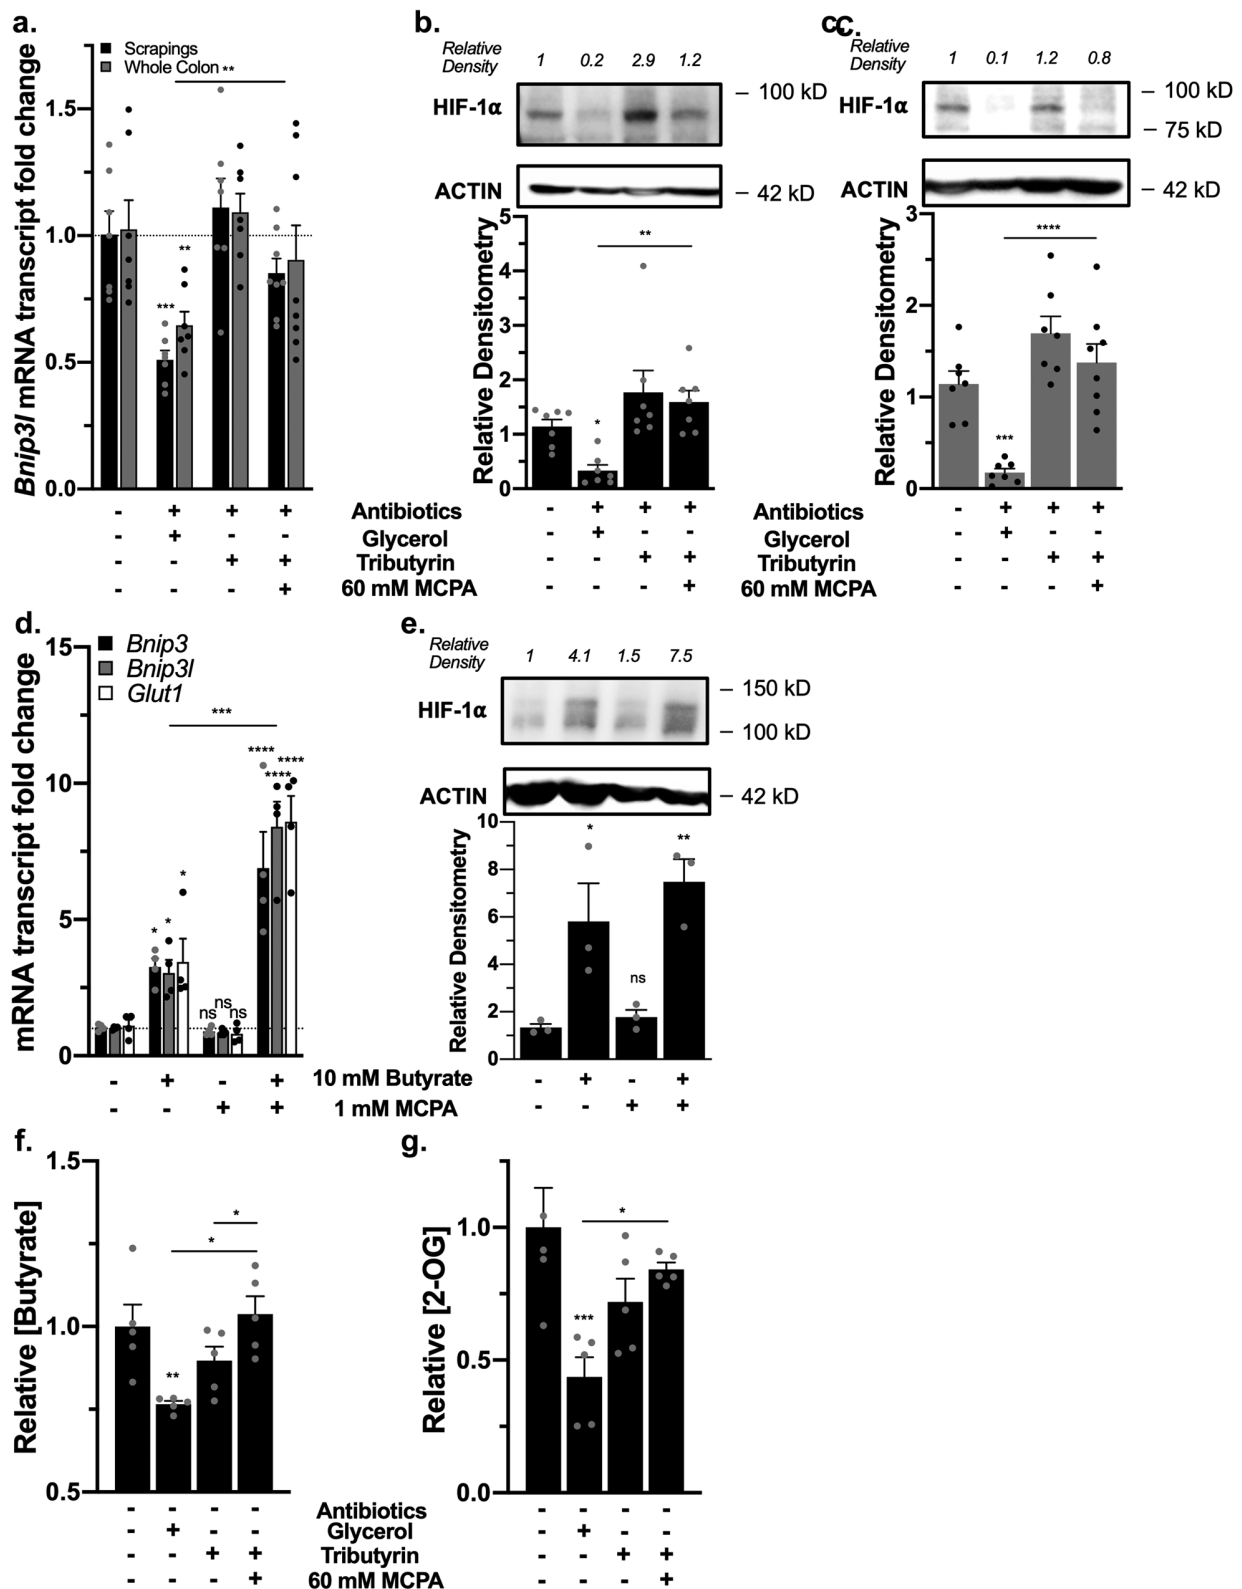 a.
Scrapings
Whole Colon
**
Bnip3l mRNA transcript fold change
1.5
1.0
0.5
0.0
***
**
- + + +
- + - -
- - + +
- - - +
Antibiotics
Glycerol
Tributyrin
60 mM MCPA
b.
Relative Density
1 0.2 2.9 1.2
HIF-1α
– 100 kD
ACTIN
– 42 kD
Relative Densitometry
5
4
3
2
1
0
*
**
- + + +
- + - -
- - + +
- - - +
cc.
Relative Density
1 0.1 1.2 0.8
HIF-1α
– 100 kD
– 75 kD
ACTIN
– 42 kD
Relative Densitometry
3
2
1
0
***
****
Antibiotics - + + +
Glycerol - + - -
Tributyrin - - + +
60 mM MCPA - - - +
d.
Bnip3
Bnip3l
Glut1
mRNA transcript fold change
15
10
5
0
***
* * *
ns ns ns
**** **** ****
- + - +
- - + +
10 mM Butyrate
1 mM MCPA
e.
Relative Density
1 4.1 1.5 7.5
HIF-1α
– 150 kD
– 100 kD
ACTIN
– 42 kD
Relative Densitometry
10
8
6
4
2
0
*
ns
**
- + - +
- - + +
f.
Relative [Butyrate]
1.5
1.0
0.5
**
*
*
- - - -
- + - -
- - + +
- - - +
Antibiotics
Glycerol
Tributyrin
60 mM MCPA
g.
Relative [2-OG]
1.0
0.5
0.0
***
*
- - - -
- + - -
- - + +
- - - +